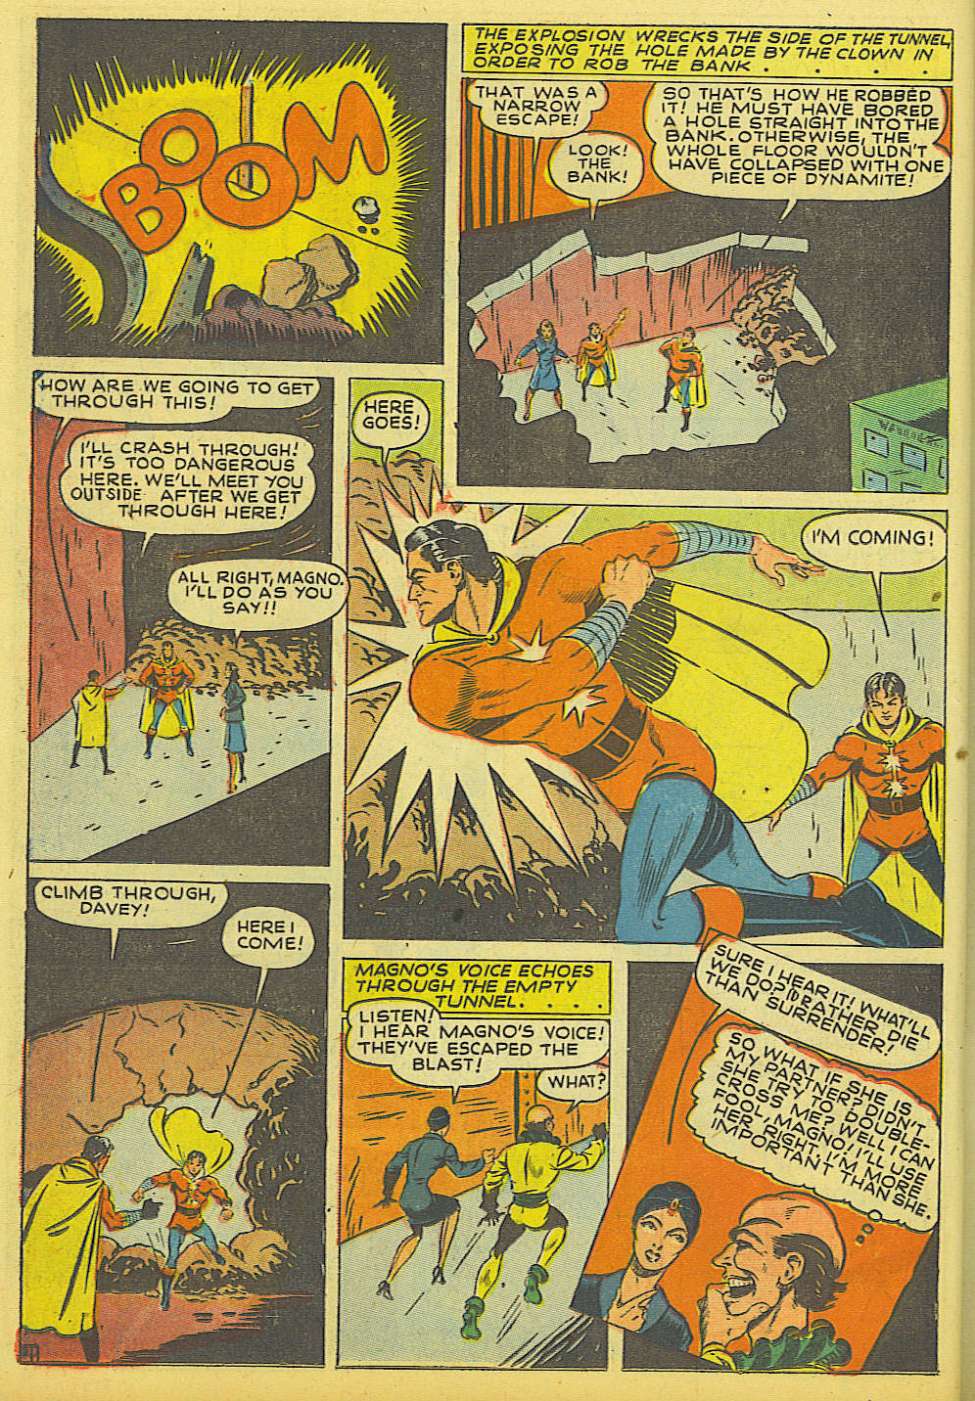 BOOM
THE EXPLOSION WRECKS THE SIDE OF THE TUNNEL,
EXPOSING THE HOLE MADE BY THE CLOWN IN
ORDER TO ROB THE BANK . . . . .
THAT WAS A
NARROW
ESCAPE!
LOOK!
THE
BANK!
SO THAT'S HOW HE ROBBED
IT! HE MUST HAVE BORED
A HOLE STRAIGHT INTO THE
BANK. OTHERWISE, THE
WHOLE FLOOR WOULDN'T
HAVE COLLAPSED WITH ONE
PIECE OF DYNAMITE!
HOW ARE WE GOING TO GET
THROUGH THIS!
I'LL CRASH THROUGH!
IT'S TOO DANGEROUS
HERE. WE'LL MEET YOU
OUTSIDE AFTER WE GET
THROUGH HERE!
ALL RIGHT, MAGNO.
I'LL DO AS YOU
SAY!!
HERE
GOES!
I'M COMING!
CLIMB THROUGH,
DAVEY!
HERE I
COME!
MAGNO'S VOICE ECHOES
THROUGH THE EMPTY
TUNNEL. . . . .
LISTEN!
I HEAR MAGNO'S VOICE!
THEY'VE ESCAPED THE
BLAST!
WHAT?
SURE I HEAR IT! WHAT'LL
WE DO? I'D RATHER DIE
THAN SURRENDER!
SO WHAT IF SHE IS
MY PARTNER? DIDN'T
SHE TRY TO DOUBLE-
CROSS ME? WELL I CAN
FOOL MAGNO! I'LL USE
HER RIGHT. I'M MORE
IMPORTANT THAN SHE.